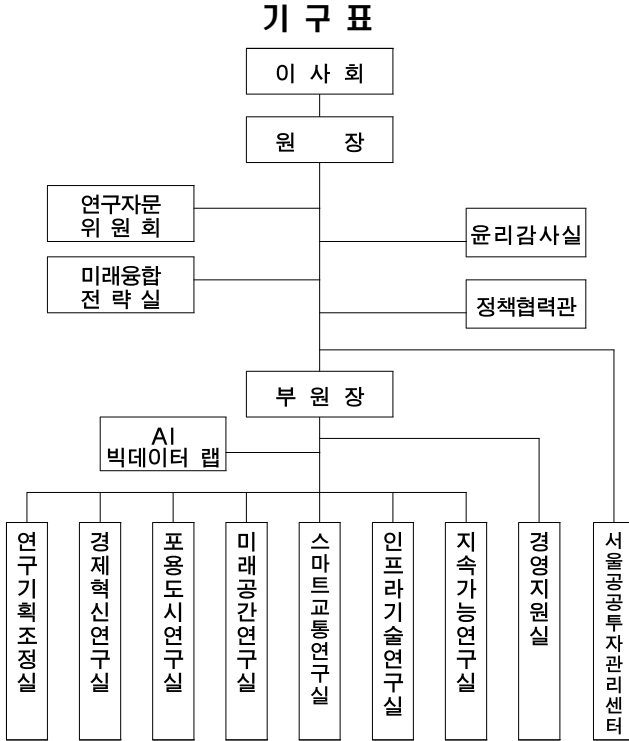 기 구 표
이 사 회
원 장
연구자문
위 원 회
윤리감사실
미래융합
전 략 실
정책협력관
부 원 장
AI
빅데이터 랩
연구기획조정실
경제혁신연구실
포용도시연구실
미래공간연구실
스마트교통연구실
인프라기술연구실
지속가능연구실
경영지원실
서울공공투자관리센터